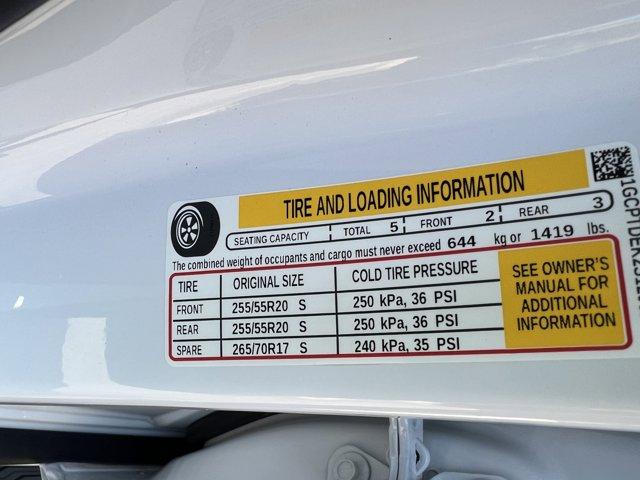 TIRE AND LOADING INFORMATION
SEATING CAPACITY TOTAL 5 FRONT 2 REAR 3
The combined weight of occupants and cargo must never exceed 644 kg or 1419 lbs.
TIRE ORIGINAL SIZE COLD TIRE PRESSURE
FRONT 255/55R20 S 250 kPa, 36 PSI
REAR 255/55R20 S 250 kPa, 36 PSI
SPARE 265/70R17 S 240 kPa, 35 PSI
SEE OWNER'S
MANUAL FOR
ADDITIONAL
INFORMATION